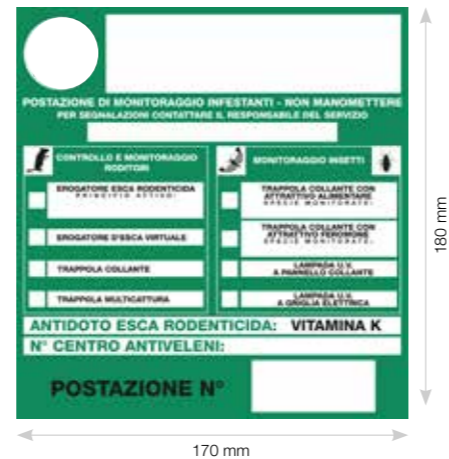 POSTAZIONE DI MONITORAGGIO INFESTANTI - NON MANOMETTERE
PER SEGNALAZIONI CONTATTARE IL RESPONSABILE DEL SERVIZIO
CONTROLLO E MONITORAGGIO
RODITORI
EROGATORE ESCA RODENTICIDA
PRINCIPIO ATTIVO:
EROGATORE D'ESCA VIRTUALE
TRAPPOLA COLLANTE
TRAPPOLA MULTICATTURA
MONITORAGGIO INSETTI
TRAPPOLA COLLANTE CON
ATTRATTIVO ALIMENTARE
SPECIE MONITORATE:
TRAPPOLA COLLANTE CON
ATTRATTIVO FEROMONE
SPECIE MONITORATE:
LAMPADA U.V.
A PANNELLO COLLANTE
LAMPADA U.V.
A GRIGLIA ELETTRICA
ANTIDOTO ESCA RODENTICIDA: VITAMINA K
N° CENTRO ANTIVELENI:
POSTAZIONE N°
180 mm
170 mm